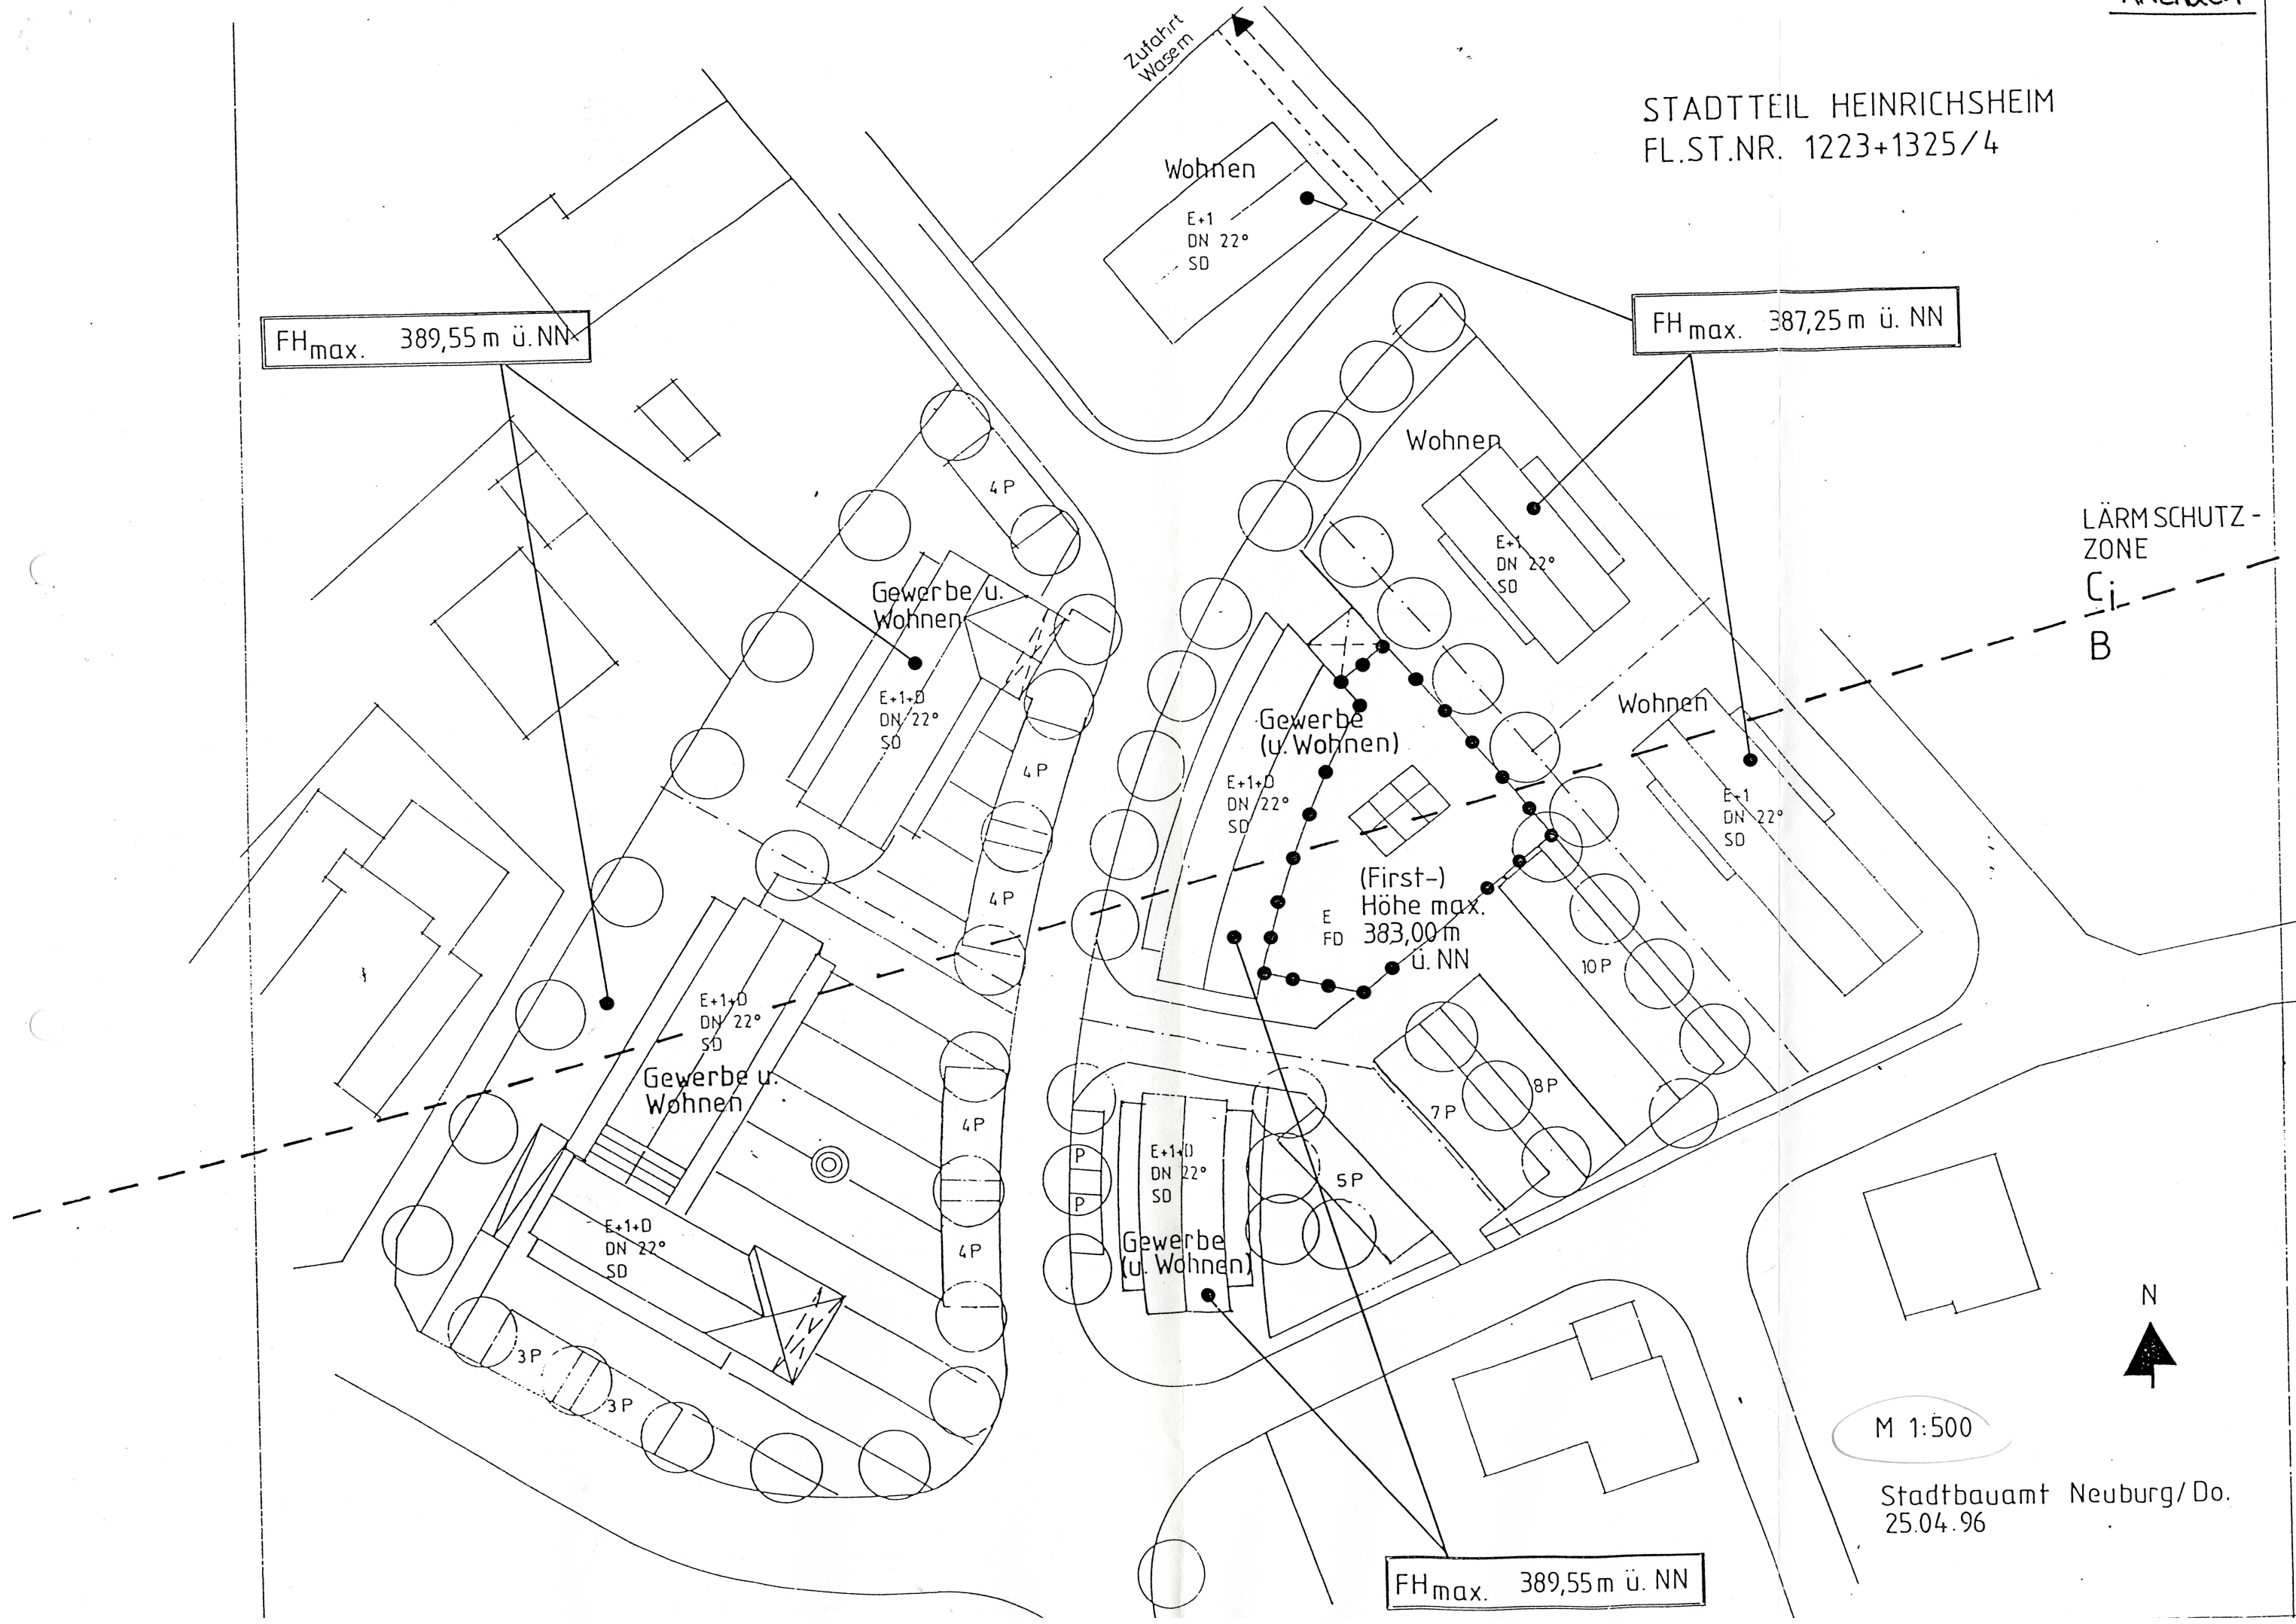 Zufahrt
Wasem
STADTTEIL HEINRICHSHEIM
FL.ST.NR. 1223+1325/4
Wohnen
E+1
DN 22°
SD
FHmax. 389,55 m ü. NN
FHmax. 387,25 m ü. NN
Wohnen
E+1
DN 22°
SD
4 P
LÄRMSCHUTZ-
ZONE
Ci
B
Gewerbe u.
Wohnen
E+1+D
DN 22°
SD
4 P
4 P
Gewerbe
(u. Wohnen)
E+1+D
DN 22°
SD
Wohnen
E+1
DN 22°
SD
(First-)
Höhe max.
383,00 m
ü. NN
E
FD
10 P
E+1+D
DN 22°
SD
Gewerbe u.
Wohnen
4 P
4 P
E+1+D
DN 22°
SD
3 P
3 P
P
P
E+1+D
DN 22°
SD
Gewerbe
(u. Wohnen)
5 P
7 P
8 P
N
M 1:500
Stadtbauamt Neuburg/Do.
25.04.96
FHmax. 389,55 m ü. NN